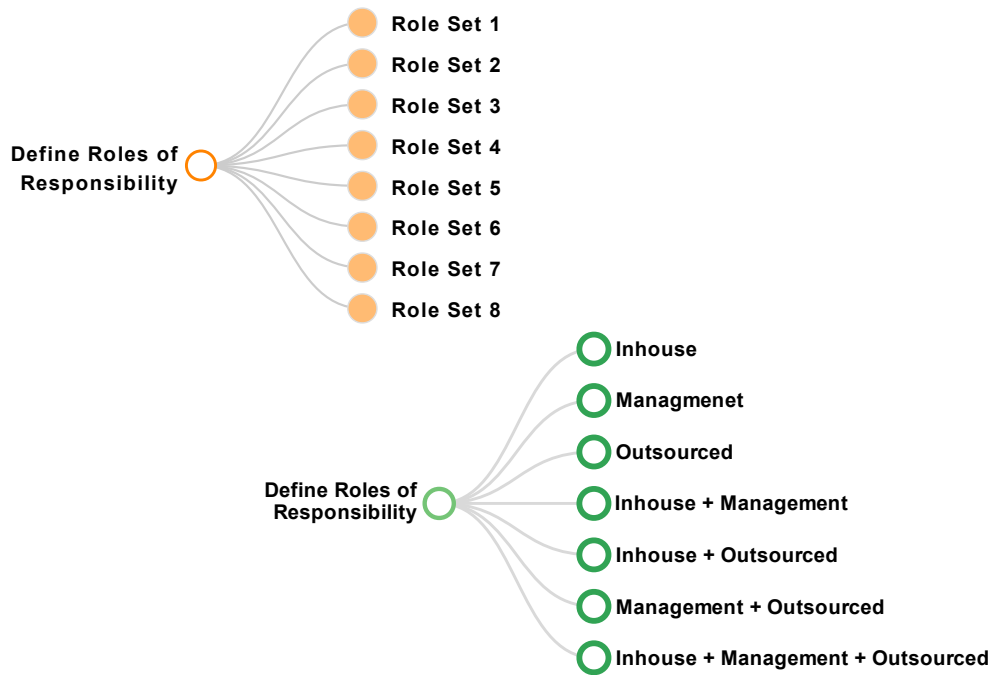 Role Set 1
Role Set 2
Role Set 3
Role Set 4
Define Roles of
Responsibility
Role Set 5
Role Set 6
Role Set 7
Role Set 8
Inhouse
Managmenet
Outsourced
Define Roles of
Responsibility
Inhouse + Management
Inhouse + Outsourced
Management + Outsourced
Inhouse + Management + Outsourced